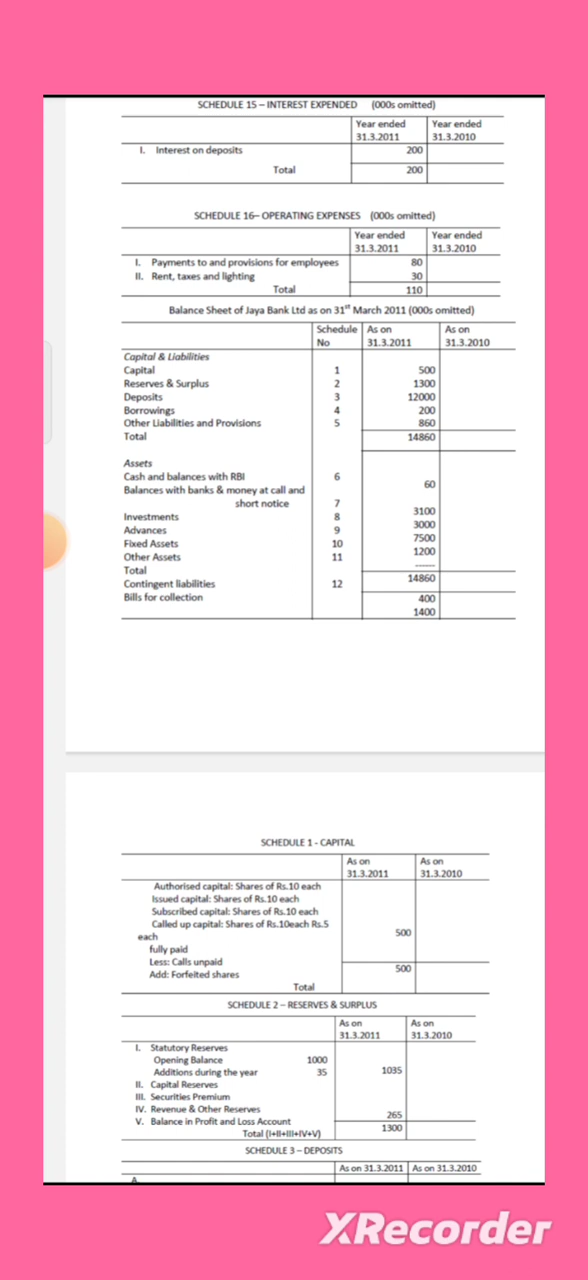 SCHEDULE 15 – INTEREST EXPENDED (000s omitted)
Year ended Year ended
31.3.2011 31.3.2010
I. Interest on deposits 200
Total 200
SCHEDULE 16– OPERATING EXPENSES (000s omitted)
Year ended Year ended
31.3.2011 31.3.2010
I. Payments to and provisions for employees 80
II. Rent, taxes and lighting 30
Total 110
Balance Sheet of Jaya Bank Ltd as on 31st March 2011 (000s omitted)
Schedule As on As on
No 31.3.2011 31.3.2010
Capital & Liabilities
Capital 1 500
Reserves & Surplus 2 1300
Deposits 3 12000
Borrowings 4 200
Other Liabilities and Provisions 5 860
Total 14860
Assets
Cash and balances with RBI 6 60
Balances with banks & money at call and
short notice 7 3100
Investments 8 3000
Advances 9 7500
Fixed Assets 10 1200
Other Assets 11 ------
Total 14860
Contingent liabilities 12 400
Bills for collection 1400
SCHEDULE 1 - CAPITAL
As on As on
31.3.2011 31.3.2010
Authorised capital: Shares of Rs.10 each
Issued capital: Shares of Rs.10 each
Subscribed capital: Shares of Rs.10 each
Called up capital: Shares of Rs.10each Rs.5
each 500
fully paid
Less: Calls unpaid
Add: Forfeited shares 500
Total
SCHEDULE 2 – RESERVES & SURPLUS
As on As on
31.3.2011 31.3.2010
I. Statutory Reserves
Opening Balance 1000
Additions during the year 35 1035
II. Capital Reserves
III. Securities Premium
IV. Revenue & Other Reserves
V. Balance in Profit and Loss Account 265
Total (I+II+III+IV+V) 1300
SCHEDULE 3 – DEPOSITS
As on 31.3.2011 As on 31.3.2010
A
XRecorder